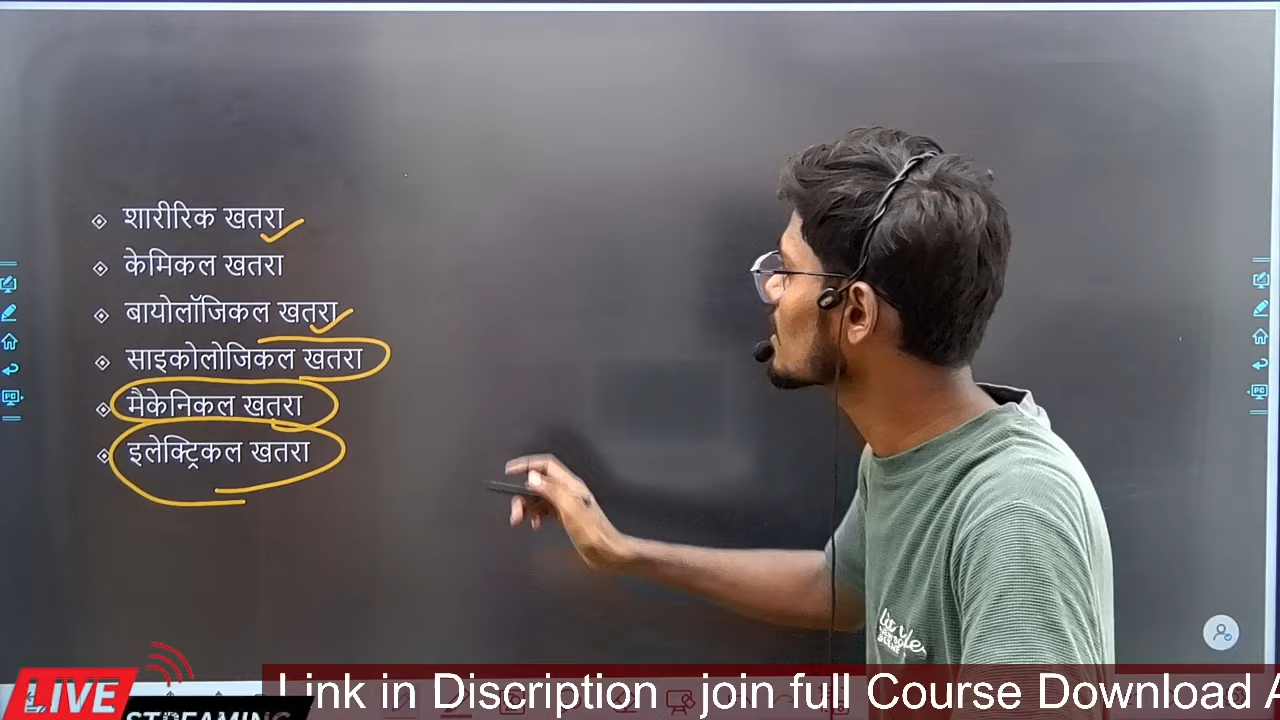 शारीरिक खतरा
केमिकल खतरा
बायोलॉजिकल खतरा
साइकोलोजिकल खतरा
मैकेनिकल खतरा
इलेक्ट्रिकल खतरा
LIVE
STREAMING
Link in Discription join full Course Download A